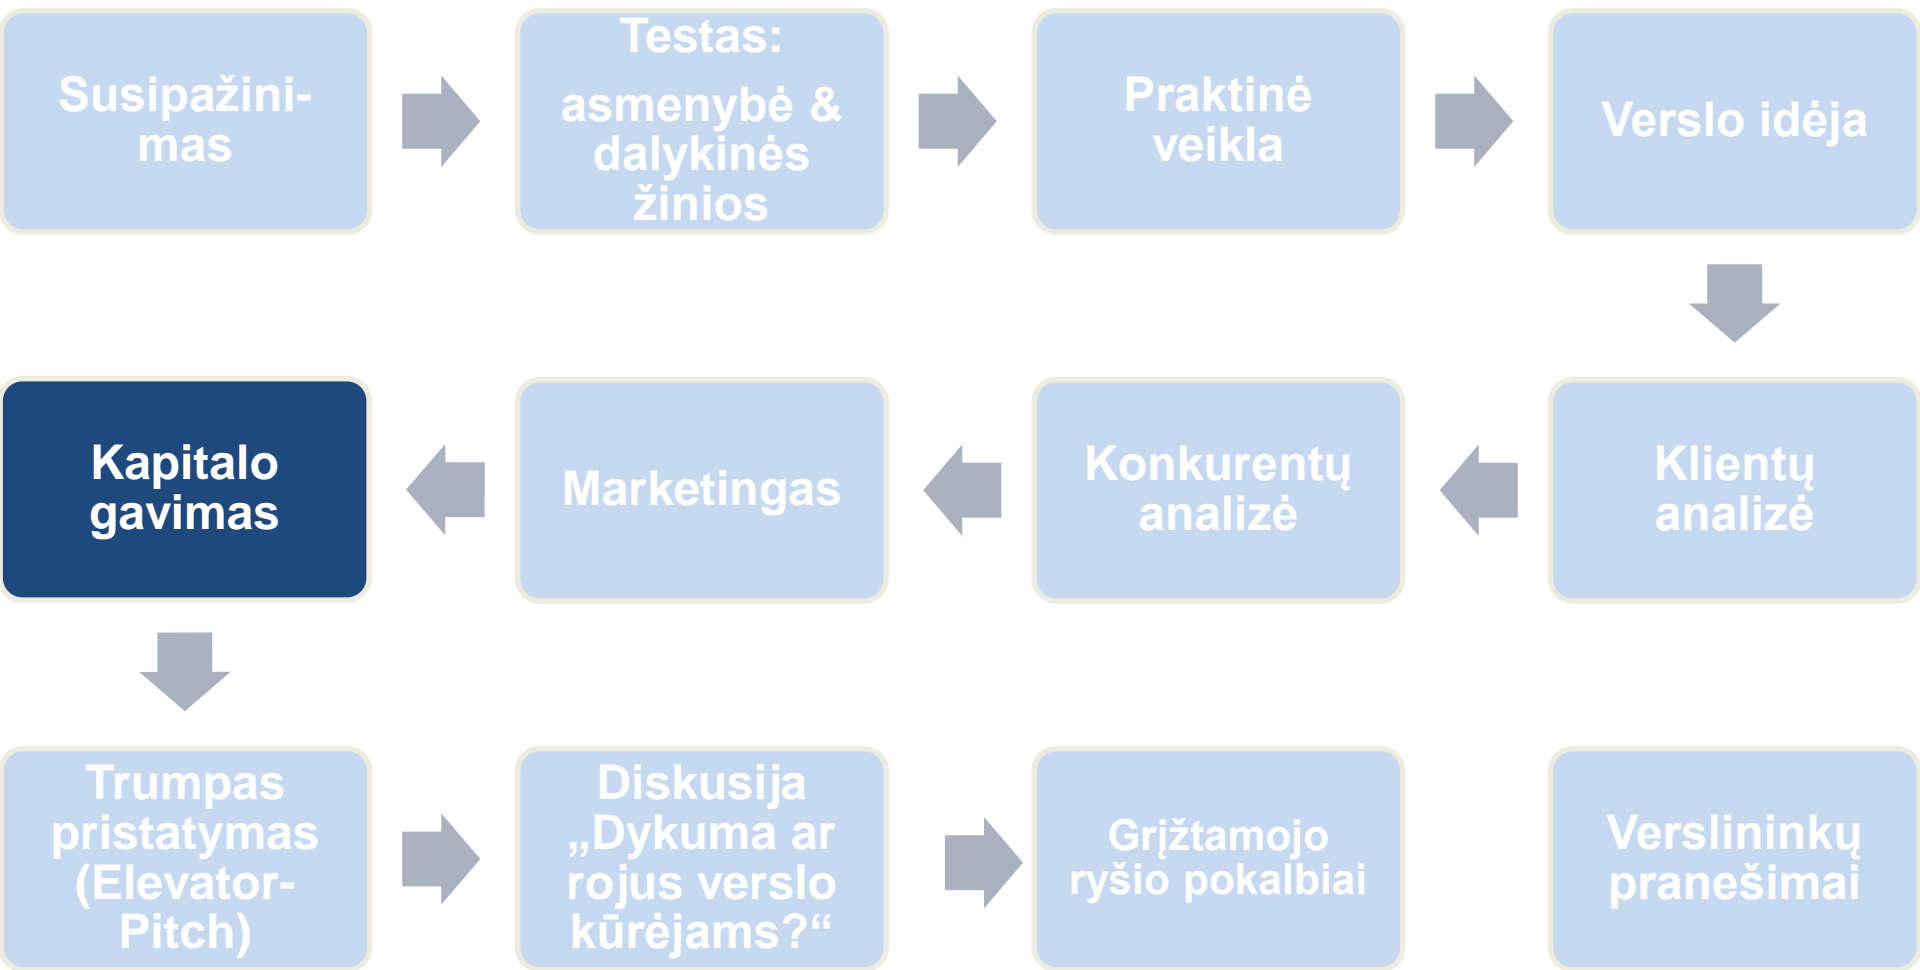 Susipažini-
mas
Testas:
asmenybė &
dalykinės
žinios
Praktinė
veikla
Verslo idėja
Kapitalo
gavimas
Marketingas
Konkurentų
analizė
Klientų
analizė
Trumpas
pristatymas
(Elevator-
Pitch)
Diskusija
„Dykuma ar
rojus verslo
kūrėjams?“
Grįžtamojo
ryšio pokalbiai
Verslininkų
pranešimai